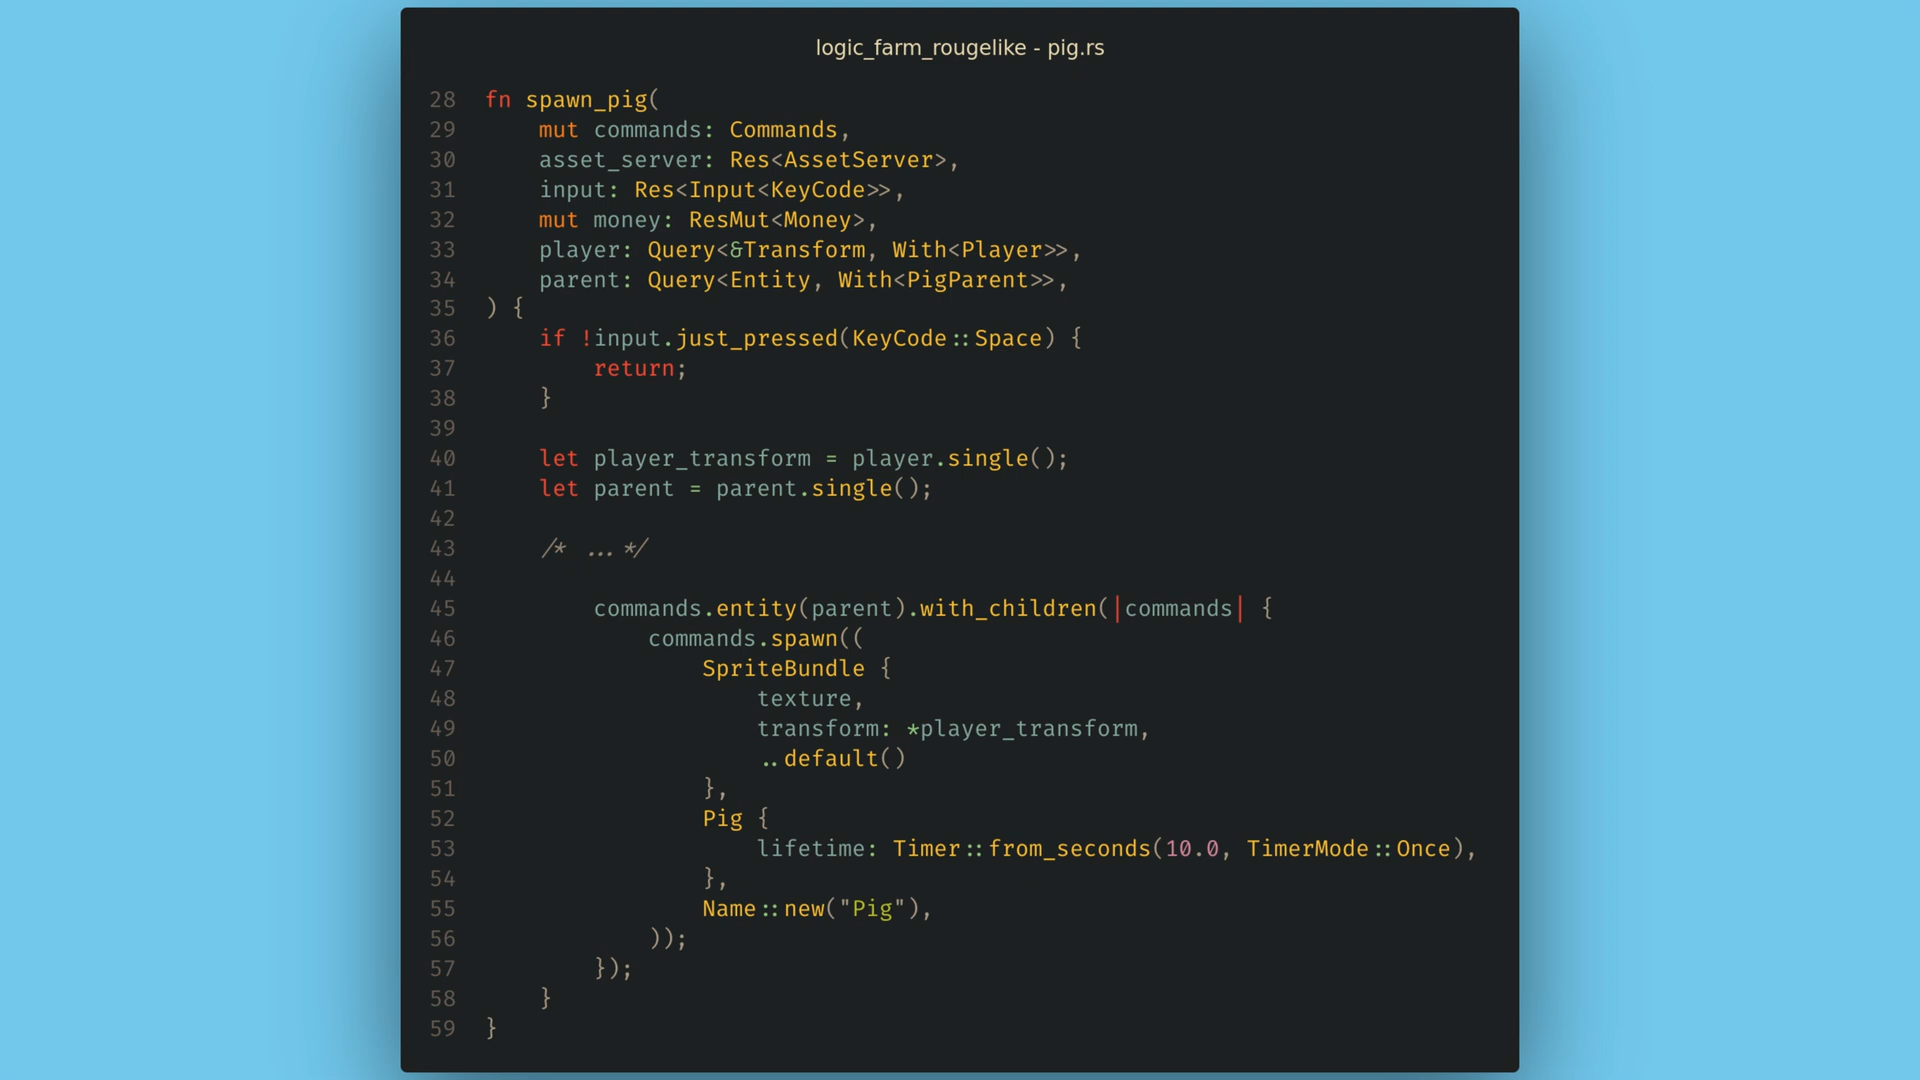 logic_farm_rougelike - pig.rs
28 fn spawn_pig(
29     mut commands: Commands,
30     asset_server: Res<AssetServer>,
31     input: Res<Input<KeyCode>>,
32     mut money: ResMut<Money>,
33     player: Query<&Transform, With<Player>>,
34     parent: Query<Entity, With<PigParent>>,
35 ) {
36     if !input.just_pressed(KeyCode::Space) {
37         return;
38     }
39
40     let player_transform = player.single();
41     let parent = parent.single();
42
43     /* ... */
44
45         commands.entity(parent).with_children(|commands| {
46             commands.spawn((
47                 SpriteBundle {
48                     texture,
49                     transform: *player_transform,
50                     ..default()
51                 },
52                 Pig {
53                     lifetime: Timer::from_seconds(10.0, TimerMode::Once),
54                 },
55                 Name::new("Pig"),
56             ));
57         });
58     }
59 }